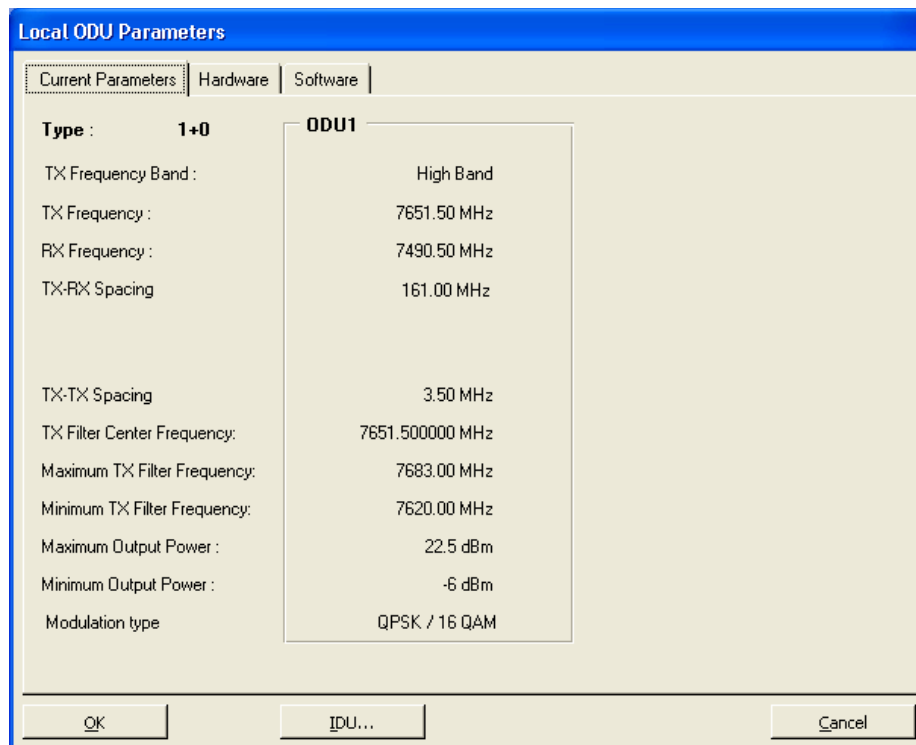 Local ODU Parameters
Current Parameters Hardware Software
Type : 1+0 ODU1
TX Frequency Band : High Band
TX Frequency : 7651.50 MHz
RX Frequency : 7490.50 MHz
TX-RX Spacing 161.00 MHz
TX-TX Spacing 3.50 MHz
TX Filter Center Frequency: 7651.500000 MHz
Maximum TX Filter Frequency: 7683.00 MHz
Minimum TX Filter Frequency: 7620.00 MHz
Maximum Output Power : 22.5 dBm
Minimum Output Power : -6 dBm
Modulation type QPSK / 16 QAM
OK IDU... Cancel